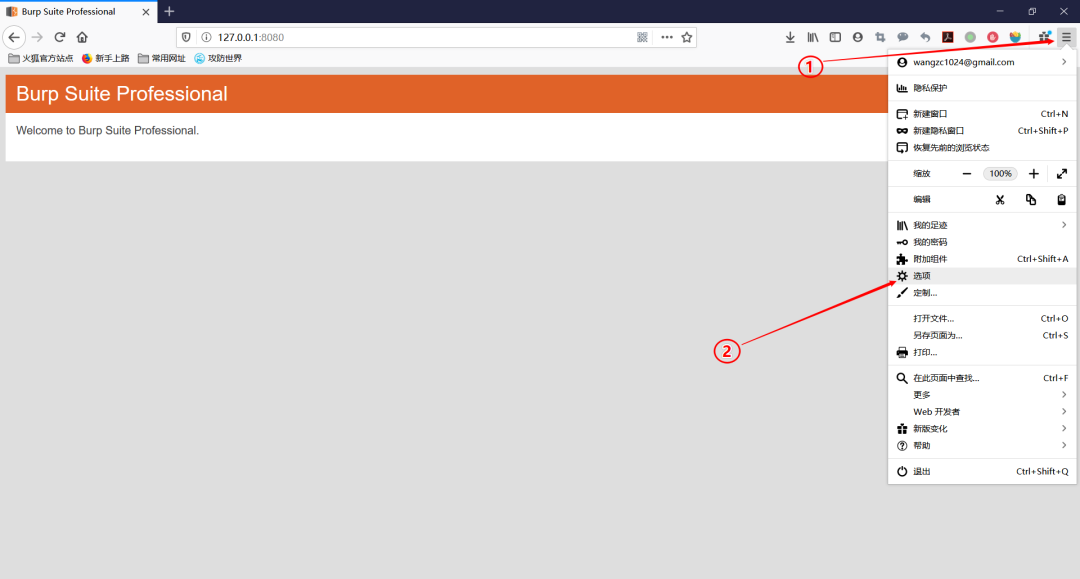 Burp Suite Professional
127.0.0.1:8080
火狐官方站点 新手上路 常用网址 攻防世界
①
Burp Suite Professional
Welcome to Burp Suite Professional.
wangzc1024@gmail.com
隐私保护
新建窗口 Ctrl+N
新建隐私窗口 Ctrl+Shift+P
恢复先前的浏览状态
缩放 100%
编辑
我的足迹
我的密码
附加组件 Ctrl+Shift+A
选项
定制...
②
打开文件... Ctrl+O
另存页面为... Ctrl+S
打印...
在此页面中查找... Ctrl+F
更多
Web 开发者
新版变化
帮助
退出 Ctrl+Shift+Q